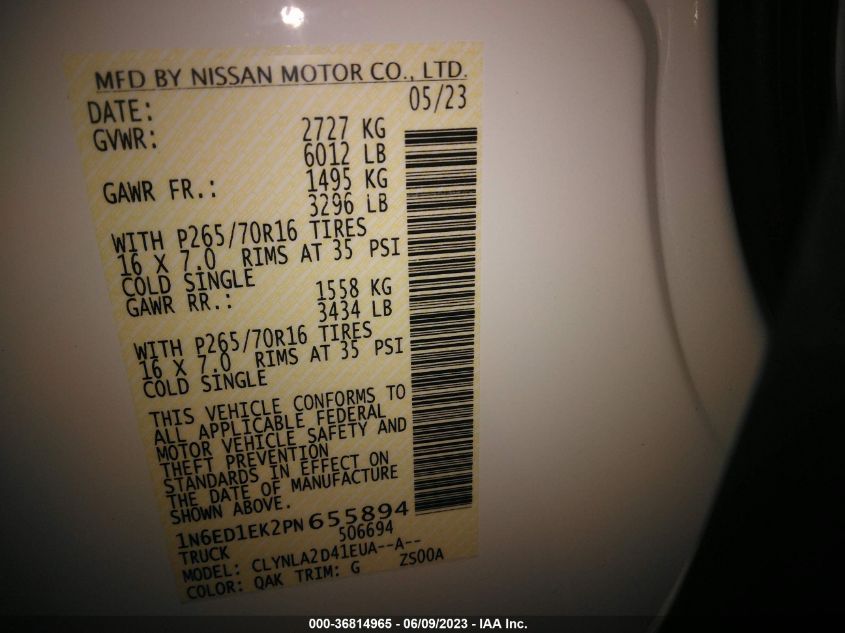 MFD BY NISSAN MOTOR CO., LTD.
DATE: 05/23
GVWR: 2727 KG
6012 LB
GAWR FR.: 1495 KG
3296 LB
WITH P265/70R16 TIRES
16 X 7.0 RIMS AT 35 PSI
COLD SINGLE
GAWR RR.: 1558 KG
3434 LB
WITH P265/70R16 TIRES
16 X 7.0 RIMS AT 35 PSI
COLD SINGLE
THIS VEHICLE CONFORMS TO
ALL APPLICABLE FEDERAL
MOTOR VEHICLE SAFETY AND
THEFT PREVENTION
STANDARDS IN EFFECT ON
THE DATE OF MANUFACTURE
SHOWN ABOVE.
1N6ED1EK2PN655894
TRUCK 506694
MODEL: CLYNLA2D41EUA--A--
COLOR: QAK TRIM: G ZS00A
000-36814965 - 06/09/2023 - IAA Inc.